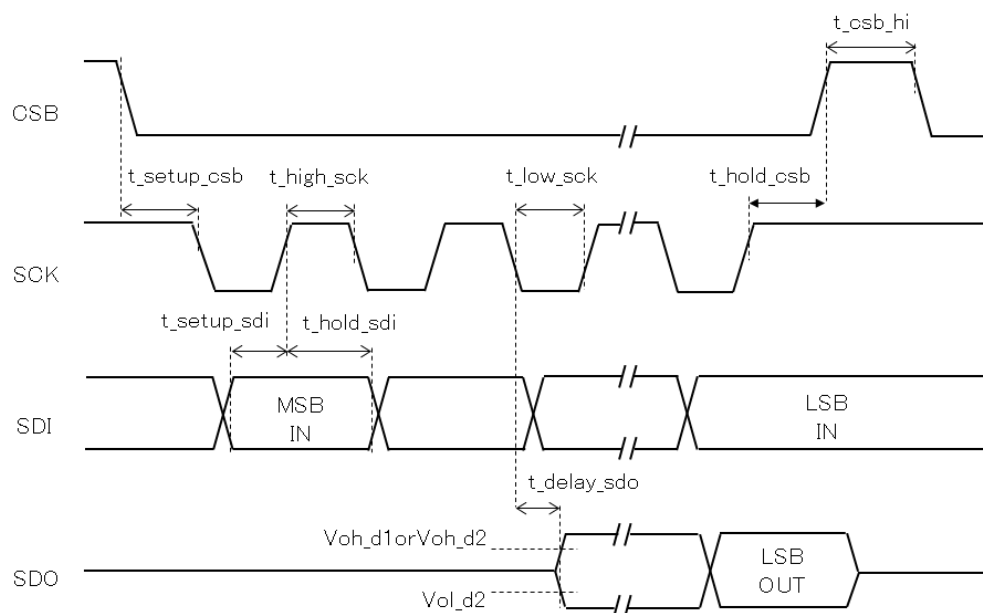 t_csb_hi
CSB
t_setup_csb
t_high_sck
t_low_sck
t_hold_csb
SCK
t_setup_sdi
t_hold_sdi
SDI
MSB
IN
LSB
IN
t_delay_sdo
Voh_d1orVoh_d2
SDO
LSB
OUT
Vol_d2